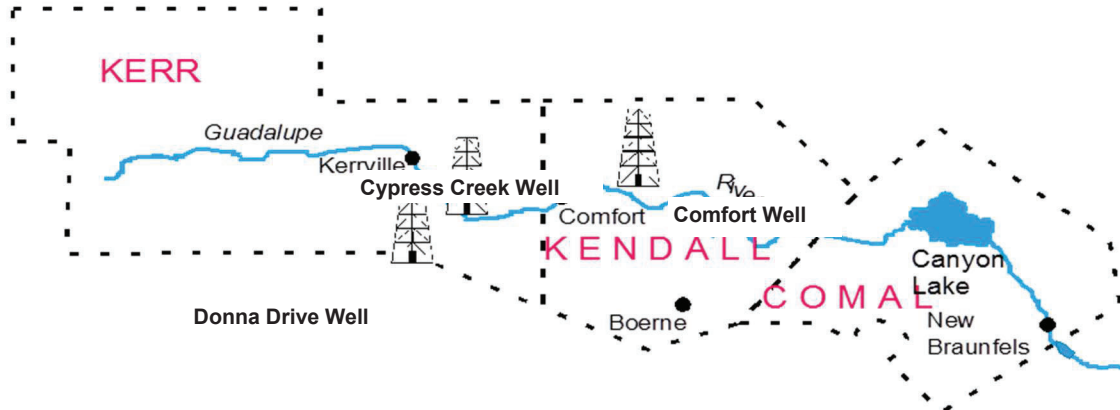 KERR
Guadalupe
Kerrville
Cypress Creek Well
Rive
Comfort
Comfort Well
KENDALL
Canyon
Lake
COMAL
Donna Drive Well
Boerne
New
Braunfels